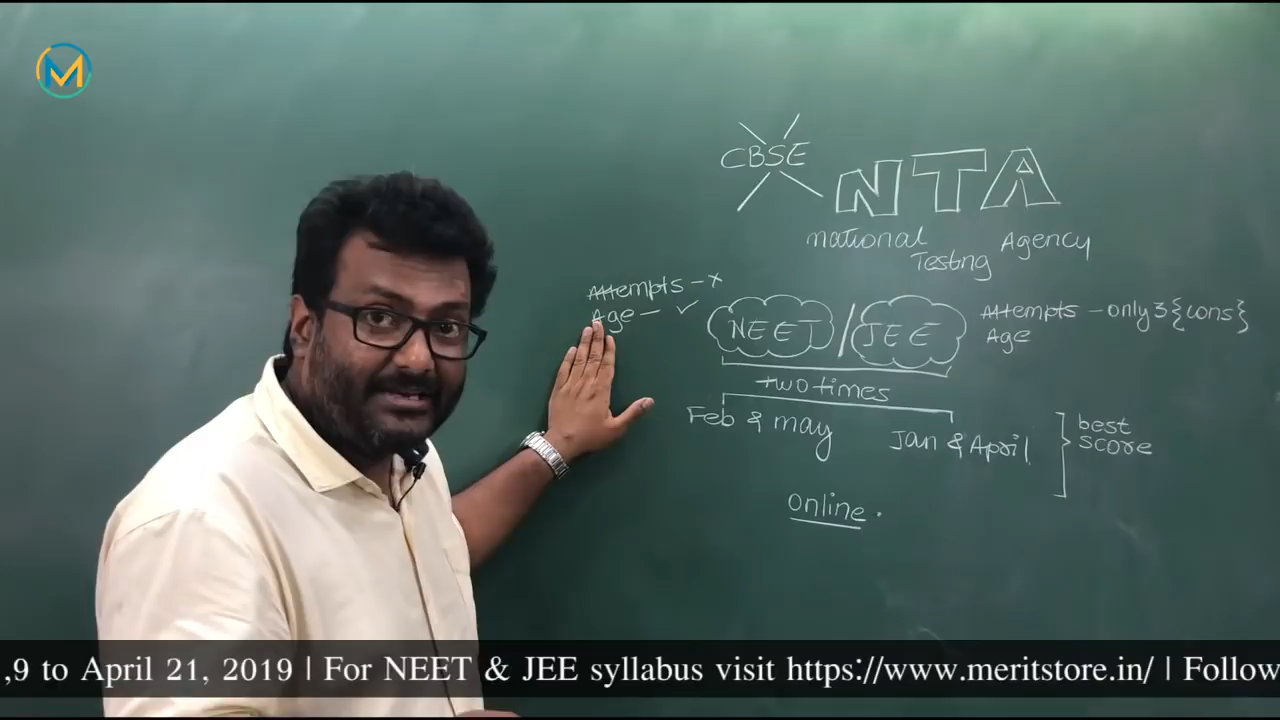 M
CBSE
NTA
national Testing Agency
Attempts - x
Age - ✓
NEET / JEE
Attempts - only 3 {cons}
Age
two times
Feb & may
Jan & April
best
score
online.
,9 to April 21, 2019 | For NEET & JEE syllabus visit https://www.meritstore.in/ | Follow